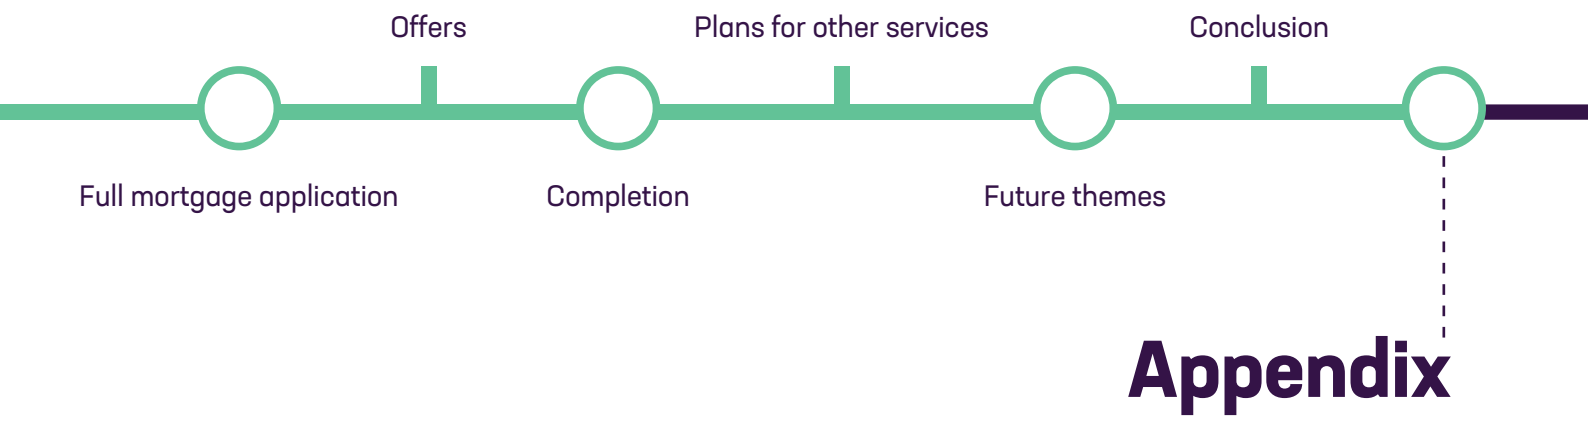 Offers
Plans for other services
Conclusion
Full mortgage application
Completion
Future themes
Appendix